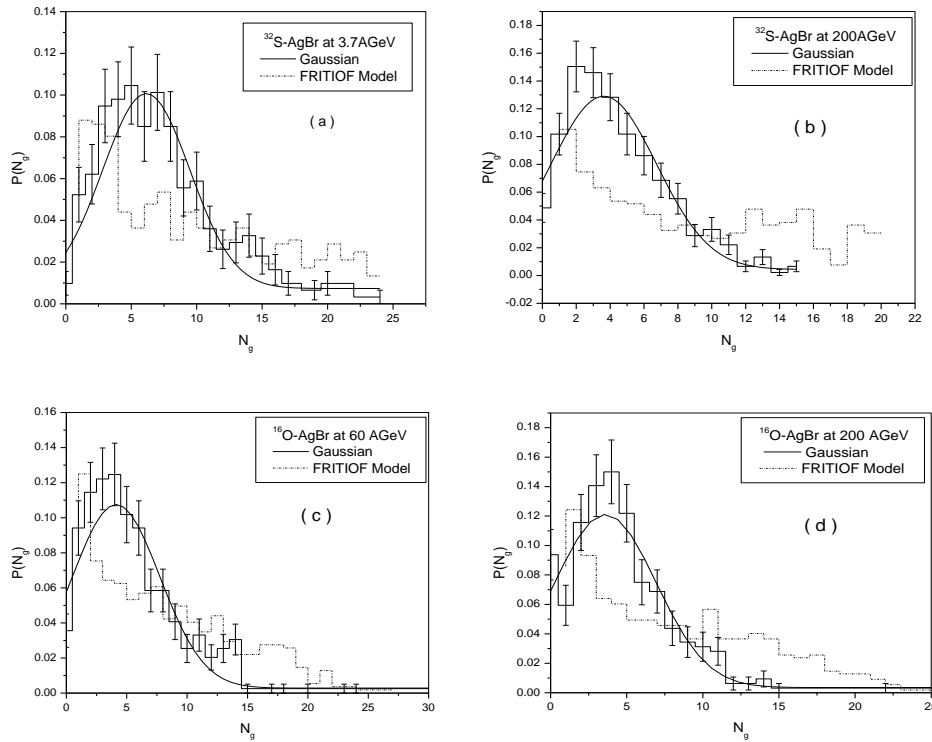 ³²S-AgBr at 3.7AGeV
Gaussian
FRITIOF Model
( a )
P(N_g)
0.14
0.12
0.10
0.08
0.06
0.04
0.02
0.00
0 5 10 15 20 25
N_g
³²S-AgBr at 200AGeV
Gaussian
FRITIOF Model
( b )
P(N_g)
0.18
0.16
0.14
0.12
0.10
0.08
0.06
0.04
0.02
0.00
-0.02
0 2 4 6 8 10 12 14 16 18 20 22
N_g
¹⁶O-AgBr at 60 AGeV
Gaussian
FRITIOF Model
( c )
P(N_g)
0.16
0.14
0.12
0.10
0.08
0.06
0.04
0.02
0.00
0 5 10 15 20 25 30
N_g
¹⁶O-AgBr at 200 AGeV
Gaussian
FRITIOF Model
( d )
P(N_g)
0.18
0.16
0.14
0.12
0.10
0.08
0.06
0.04
0.02
0.00
0 5 10 15 20 25
N_g